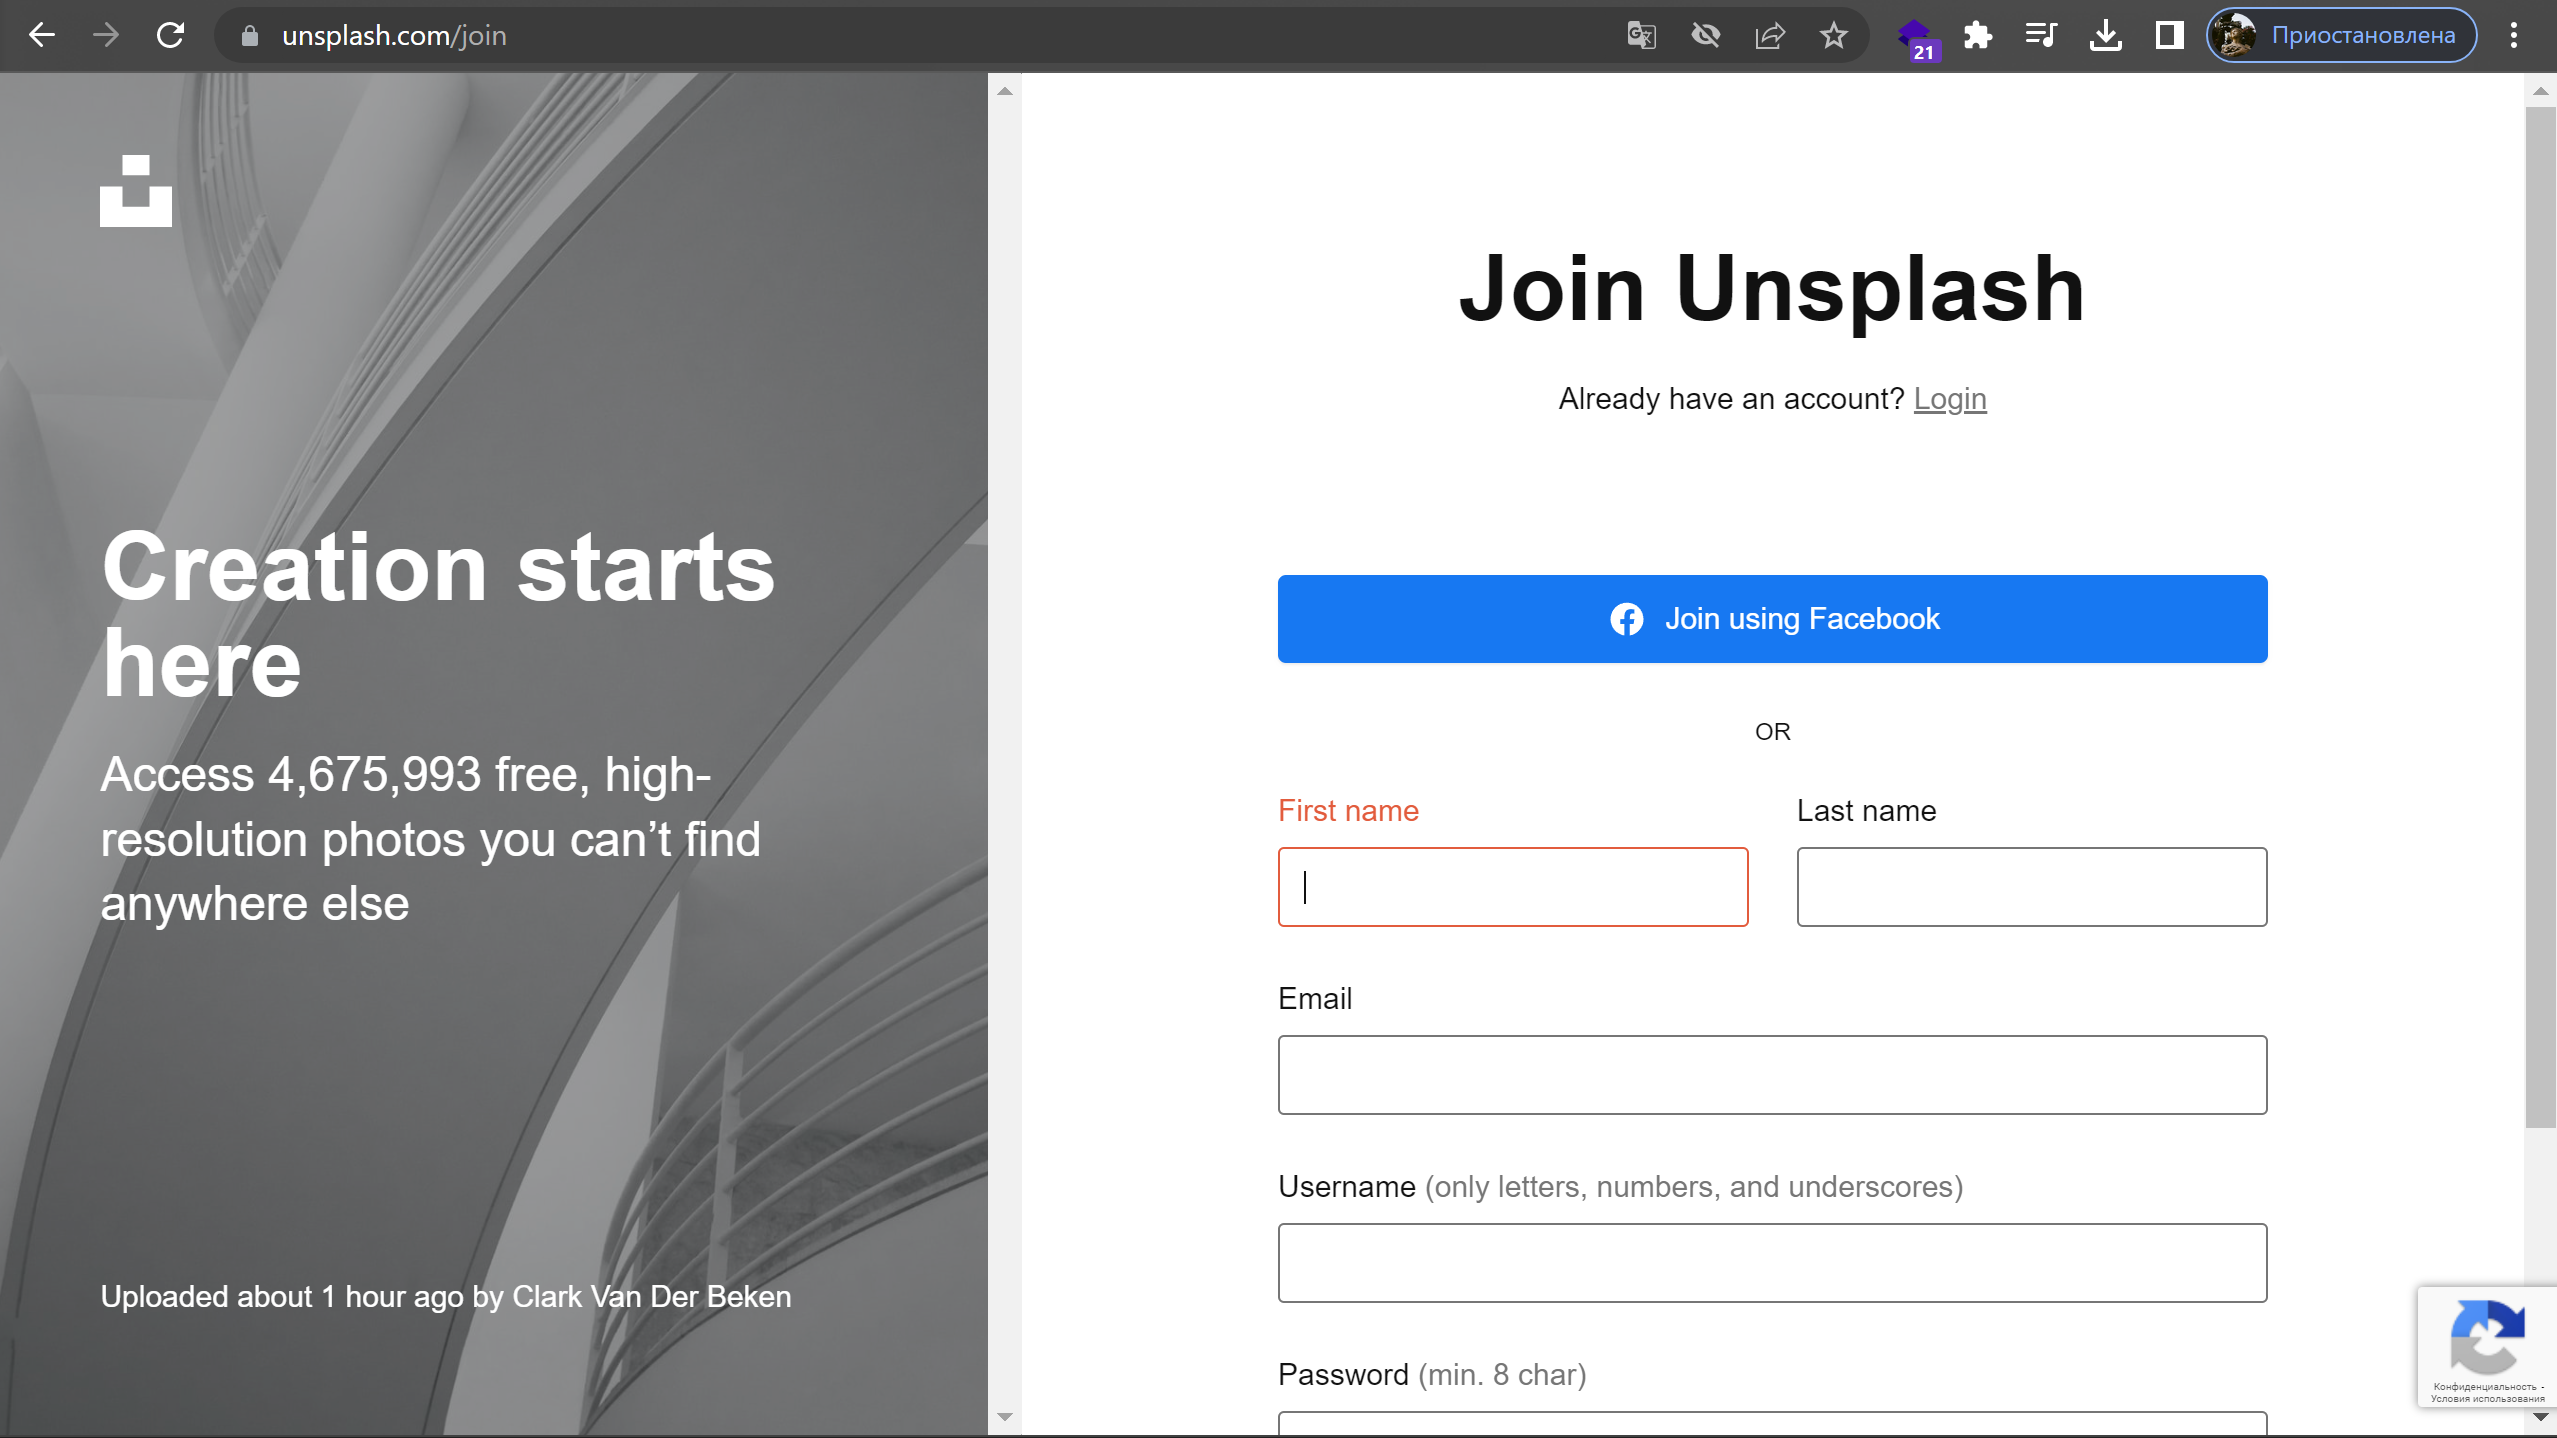 unsplash.com/join
21
Приостановлена
Creation starts
here
Access 4,675,993 free, high-
resolution photos you can’t find
anywhere else
Uploaded about 1 hour ago by Clark Van Der Beken
Join Unsplash
Already have an account? Login
Join using Facebook
OR
First name
Last name
Email
Username (only letters, numbers, and underscores)
Password (min. 8 char)
Конфиденциальность -
Условия использования